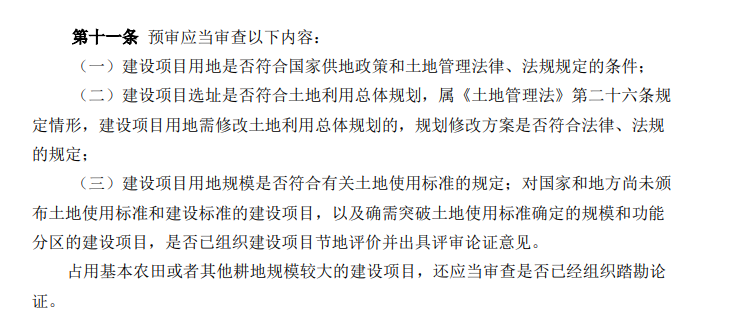 第十一条 预审应当审查以下内容：
（一）建设项目用地是否符合国家供地政策和土地管理法律、法规规定的条件；
（二）建设项目选址是否符合土地利用总体规划，属《土地管理法》第二十六条规
定情形，建设项目用地需修改土地利用总体规划的，规划修改方案是否符合法律、法规
的规定；
（三）建设项目用地规模是否符合有关土地使用标准的规定；对国家和地方尚未颁
布土地使用标准和建设标准的建设项目，以及确需突破土地使用标准确定的规模和功能
分区的建设项目，是否已组织建设项目节地评价并出具评审论证意见。
占用基本农田或者其他耕地规模较大的建设项目，还应当审查是否已经组织踏勘论
证。